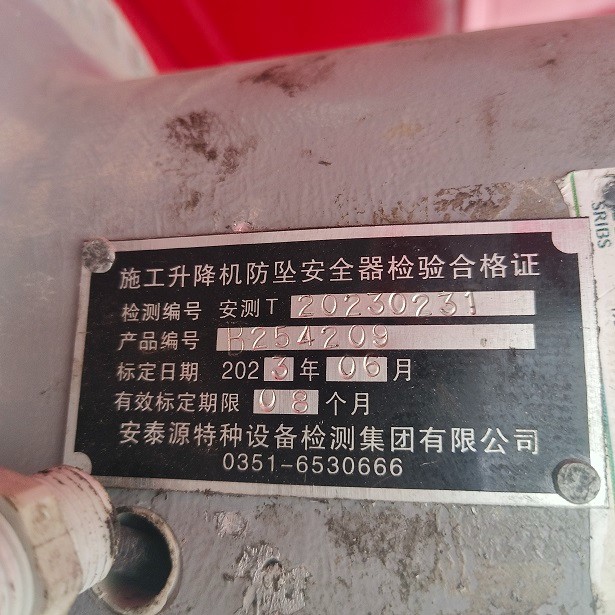 施工升降机防坠安全器检验合格证
检测编号 安测T 20230231
产品编号 B254209
标定日期 2023年06月
有效标定期限 08个月
安泰源特种设备检测集团有限公司
0351-6530666
SRIBS